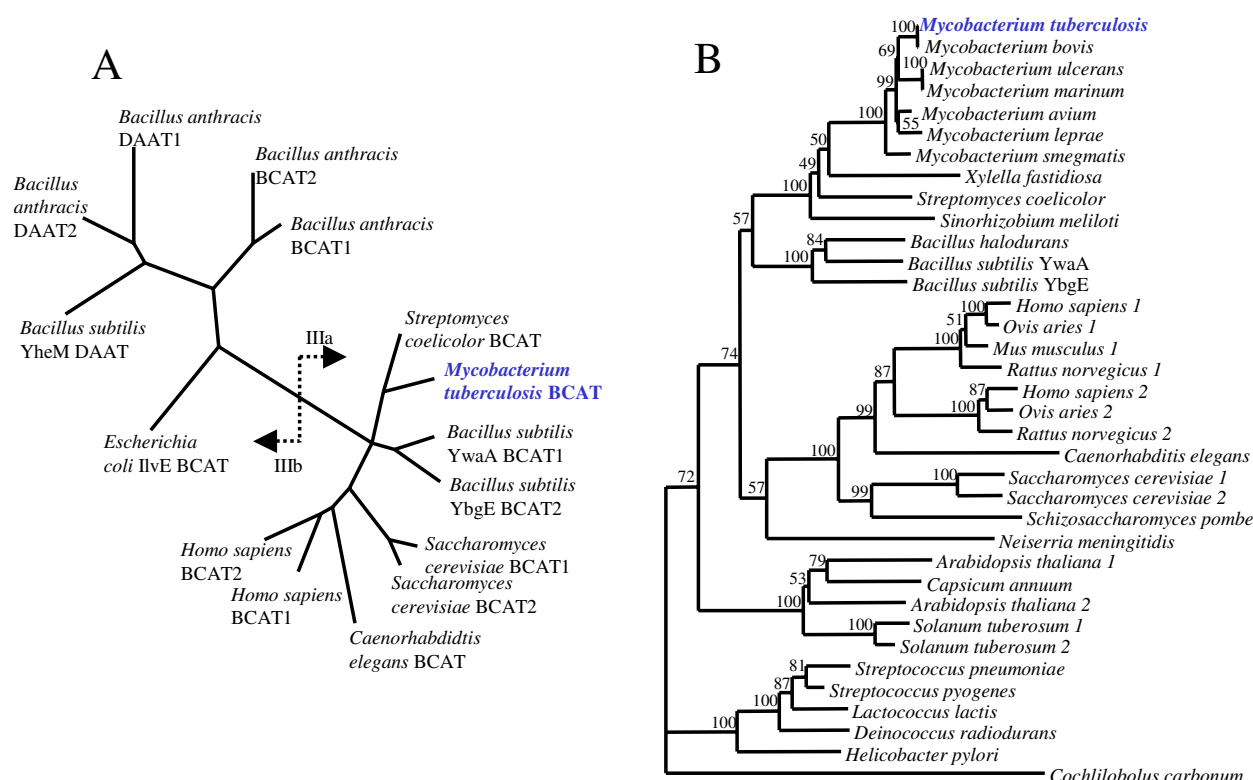 A
Bacillus anthracis
DAAT1
Bacillus anthracis
BCAT2
Bacillus
anthracis
DAAT2
Bacillus anthracis
BCAT1
Bacillus subtilis
YheM DAAT
Streptomyces
coelicolor BCAT
IIIa
Mycobacterium
tuberculosis BCAT
Escherichia
coli IlvE BCAT
IIIb
Bacillus subtilis
YwaA BCAT1
Bacillus subtilis
YbgE BCAT2
Homo sapiens
BCAT2
Saccharomyces
cerevisiae BCAT1
Homo sapiens
BCAT1
Saccharomyces
cerevisiae BCAT2
Caenorhabdidtis
elegans BCAT
B
100 Mycobacterium tuberculosis
69 Mycobacterium bovis
100 Mycobacterium ulcerans
99 Mycobacterium marinum
100 Mycobacterium avium
55 Mycobacterium leprae
50 Mycobacterium smegmatis
49 Xylella fastidiosa
100 Streptomyces coelicolor
57 Sinorhizobium meliloti
84 Bacillus halodurans
100 Bacillus subtilis YwaA
Bacillus subtilis YbgE
100 Homo sapiens 1
51 Ovis aries 1
100 Mus musculus 1
74 Rattus norvegicus 1
87 87 Homo sapiens 2
100 Ovis aries 2
99 Rattus norvegicus 2
100 Caenorhabditis elegans
100 Saccharomyces cerevisiae 1
72 57 99 Saccharomyces cerevisiae 2
Schizosaccharomyces pombe
Neiserria meningitidis
79 Arabidopsis thaliana 1
53 Capsicum annuum
100 Arabidopsis thaliana 2
100 Solanum tuberosum 1
Solanum tuberosum 2
81 Streptococcus pneumoniae
87 Streptococcus pyogenes
100 Lactococcus lactis
100 Deinococcus radiodurans
Helicobacter pylori
Cochlilobolus carbonum